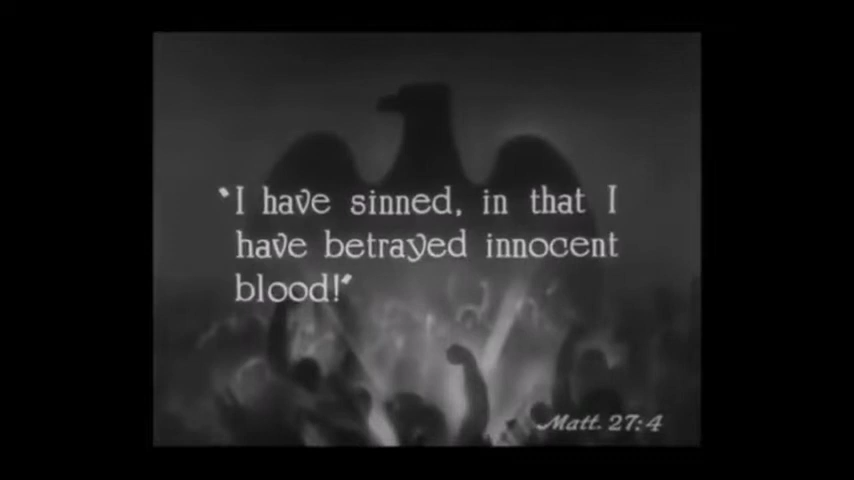 "I have sinned, in that I
have betrayed innocent
blood!"
Matt. 27:4